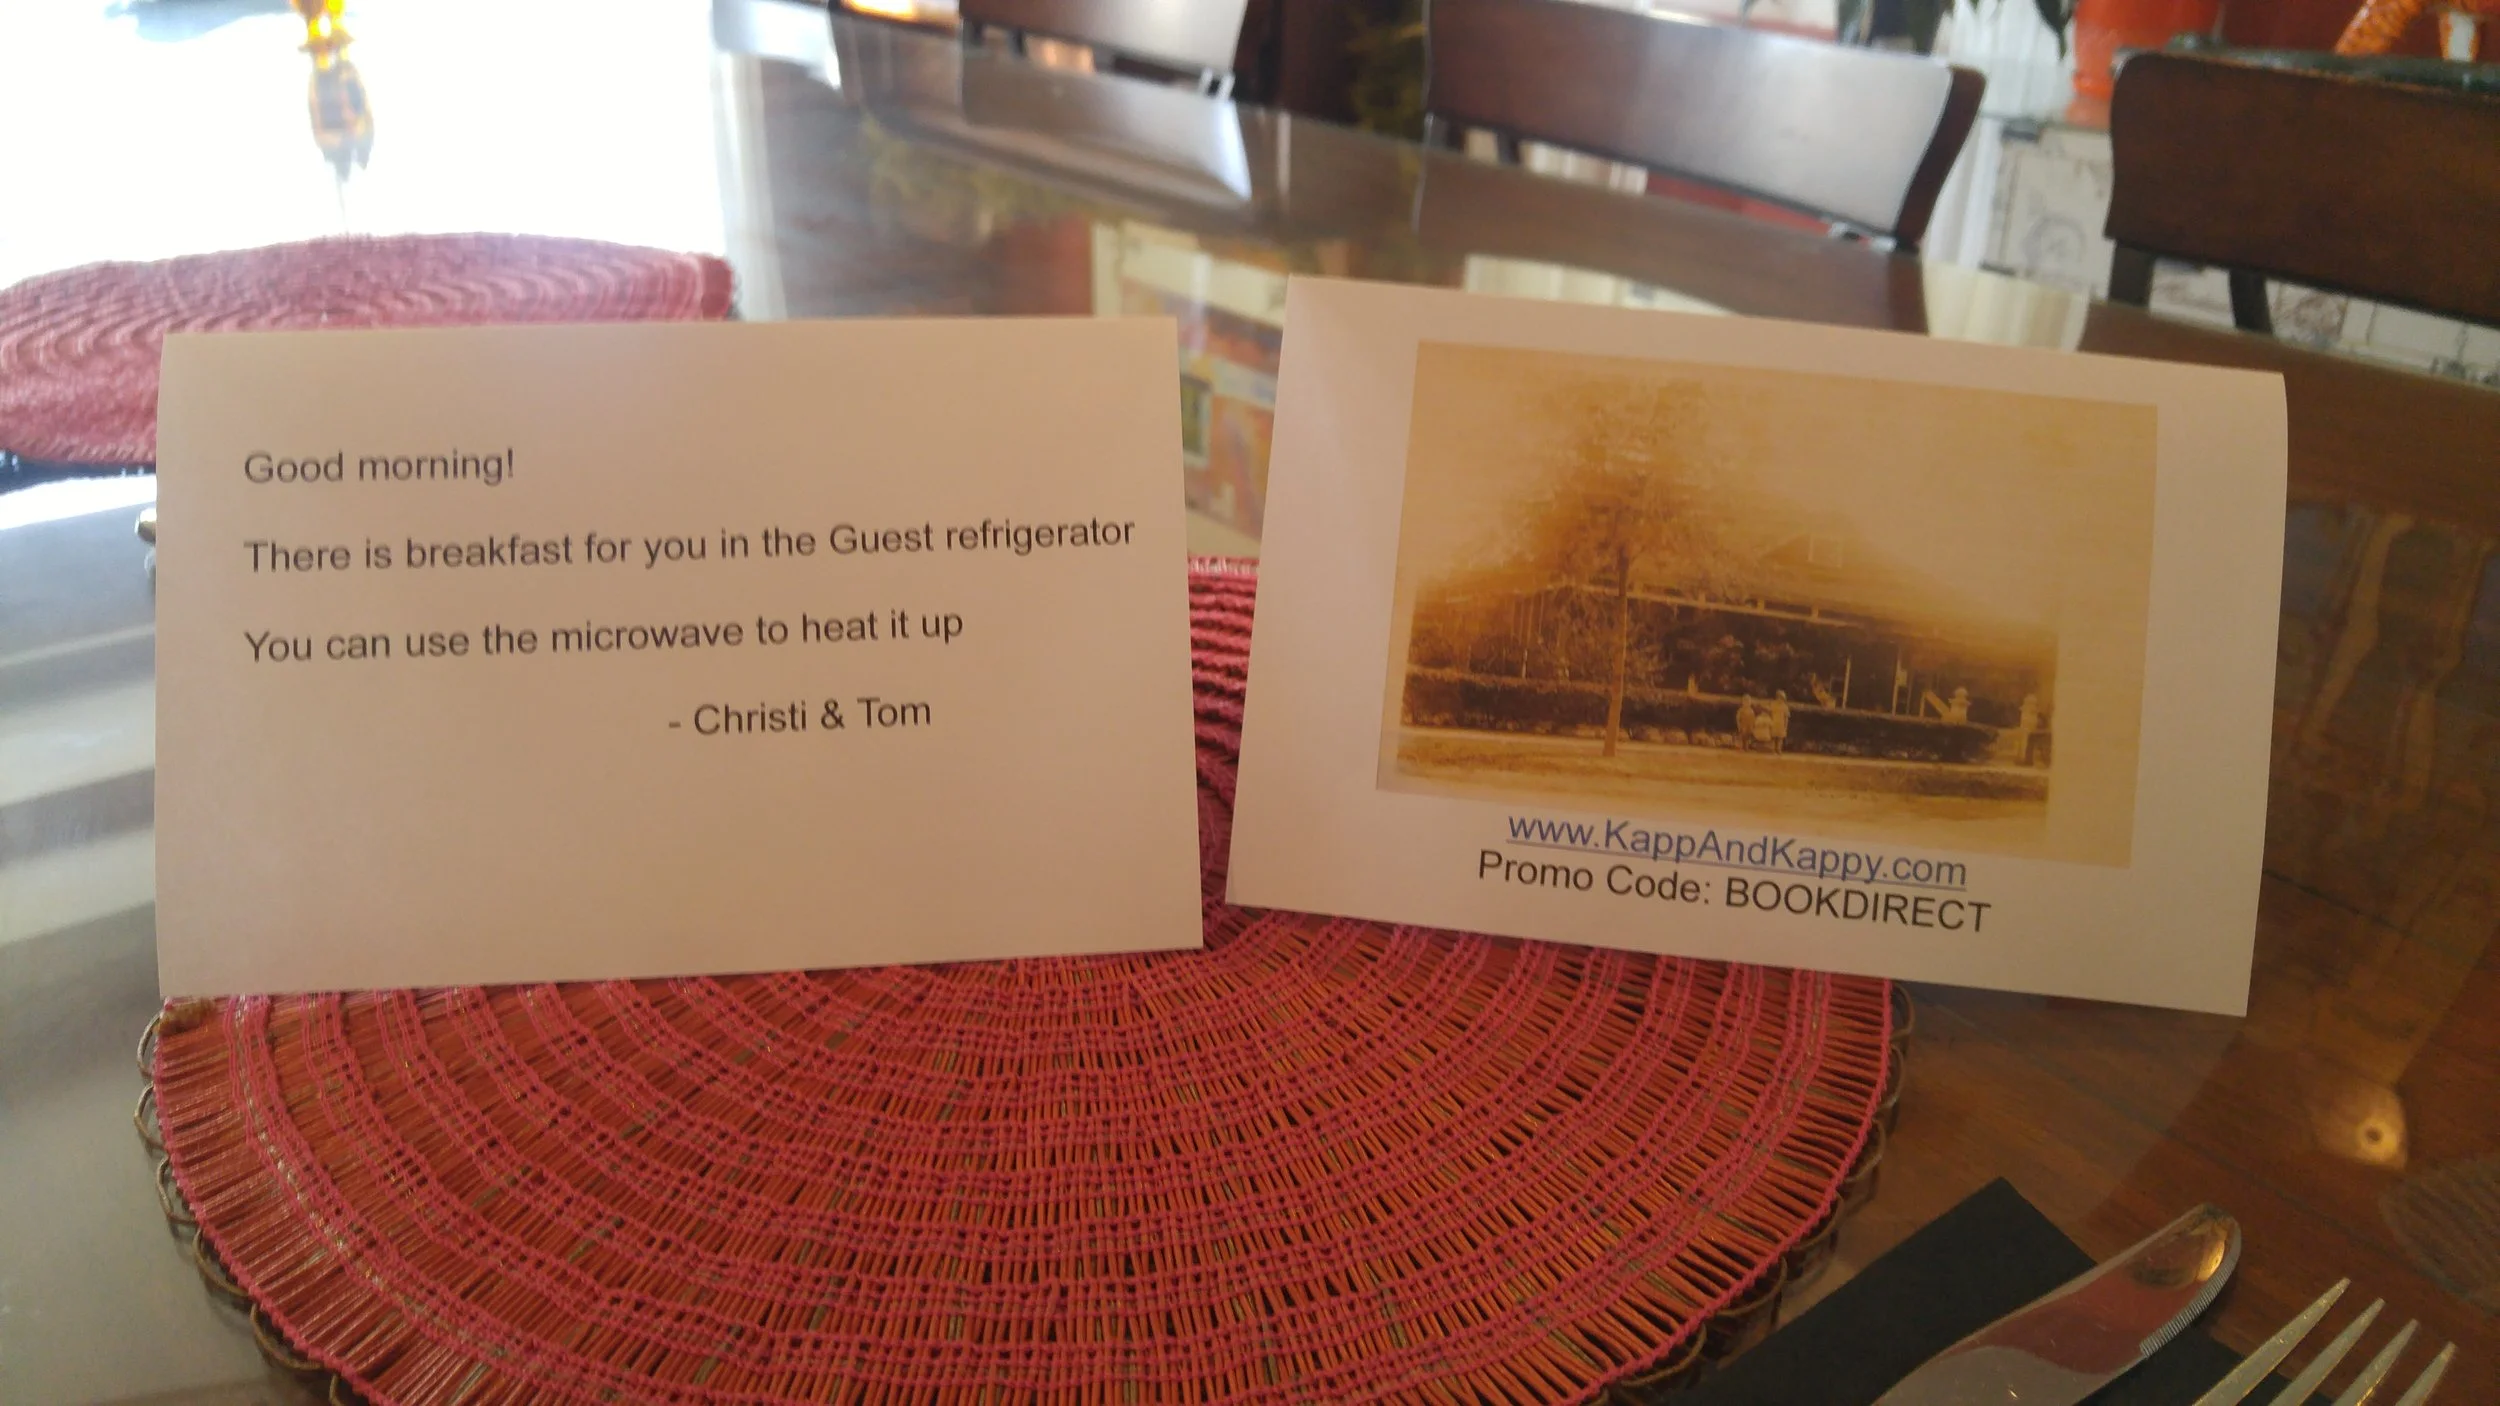 Good morning!
There is breakfast for you in the Guest refrigerator
You can use the microwave to heat it up
- Christi & Tom
www.KappAndKappy.com
Promo Code: BOOKDIRECT